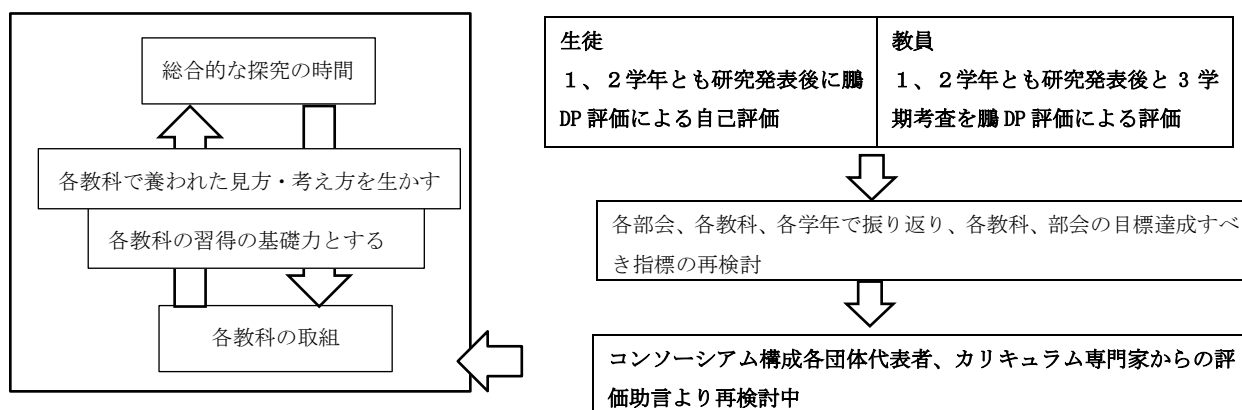 総合的な探究の時間
各教科で養われた見方・考え方を生かす
各教科の習得の基礎力とする
各教科の取組
生徒
１、２学年とも研究発表後に鵬
DP 評価による自己評価
教員
１、２学年とも研究発表後と 3 学
期考査を鵬 DP 評価による評価
各部会、各教科、各学年で振り返り、各教科、部会の目標達成すべ
き指標の再検討
コンソーシアム構成各団体代表者、カリキュラム専門家からの評
価助言より再検討中